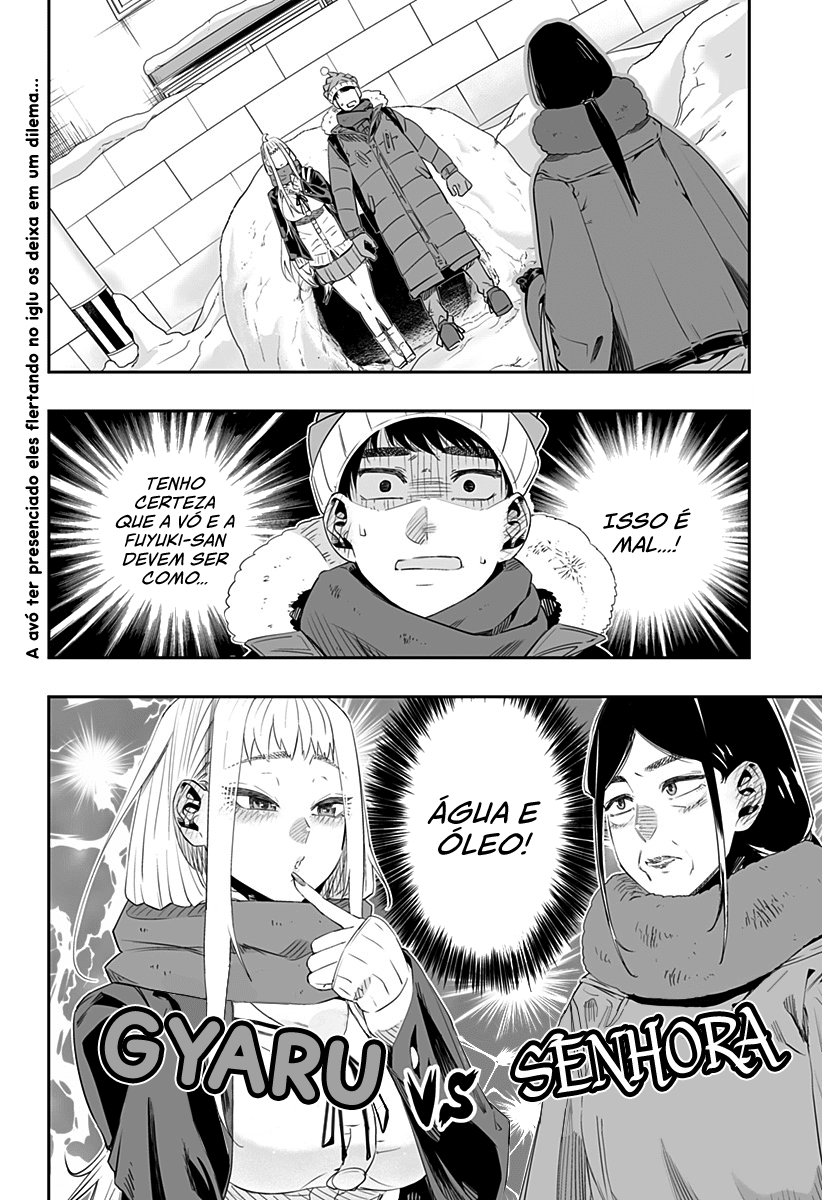 A avó ter presenciado eles flertando no iglu os deixa em um dilema...
ISSO É
MAL...!
TENHO
CERTEZA
QUE A VÓ E A
FUYUKI-SAN
DEVEM SER
COMO...
ÁGUA E
ÓLEO!
GYARU
VS
SENHORA